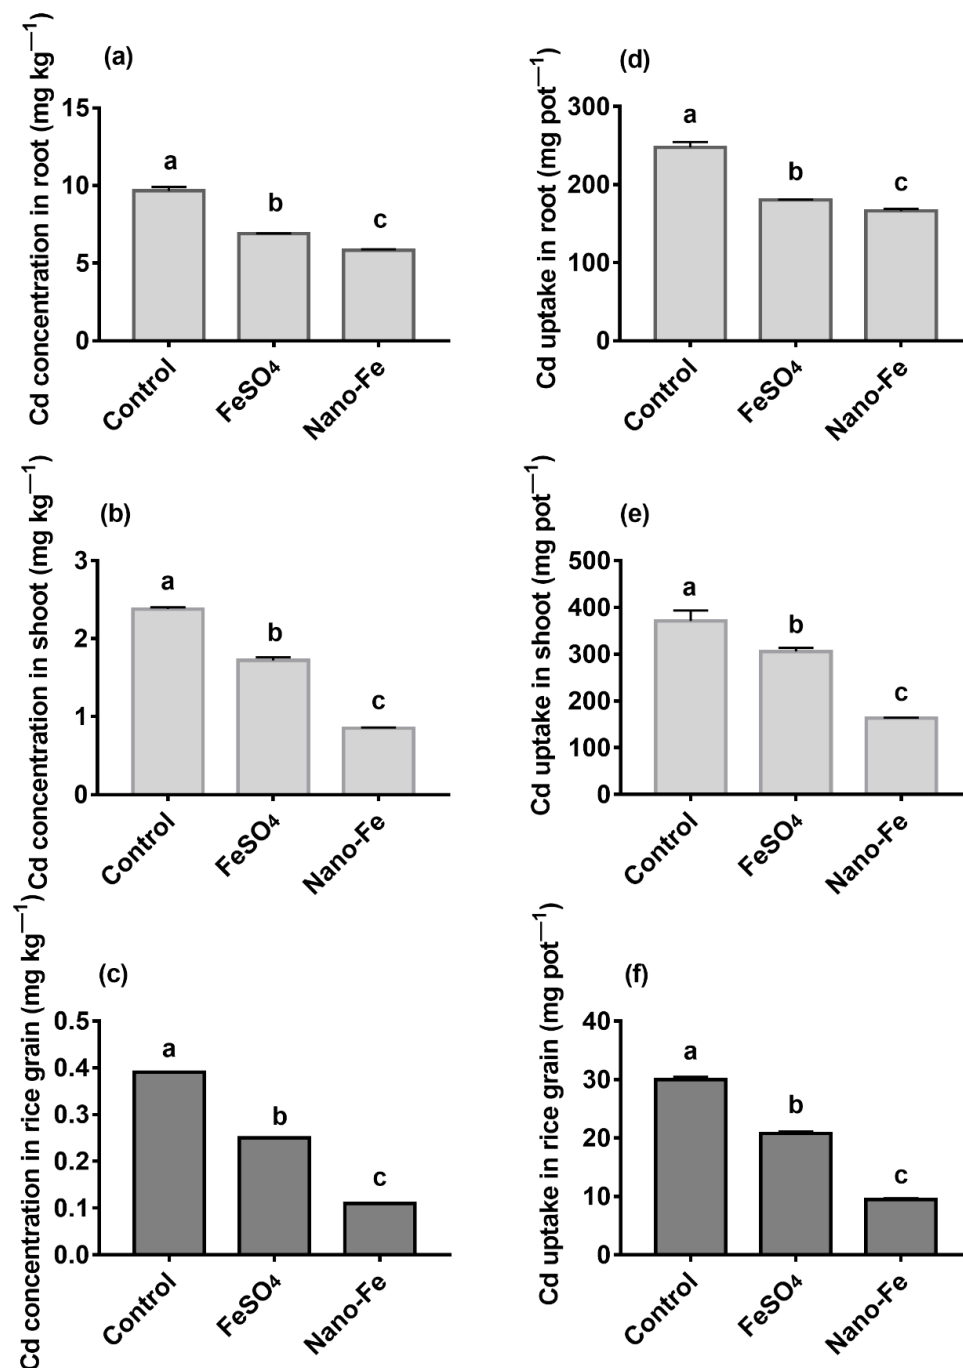 (a)
Cd concentration in root (mg kg—1)
15
10
5
0
a
b
c
Control
FeSO4
Nano-Fe
(d)
Cd uptake in root (mg pot—1)
300
200
100
0
a
b
c
Control
FeSO4
Nano-Fe
(b)
Cd concentration in shoot (mg kg—1)
3
2
1
0
a
b
c
Control
FeSO4
Nano-Fe
(e)
Cd uptake in shoot (mg pot—1)
500
400
300
200
100
0
a
b
c
Control
FeSO4
Nano-Fe
(c)
Cd concentration in rice grain (mg kg—1)
0.5
0.4
0.3
0.2
0.1
0.0
a
b
c
Control
FeSO4
Nano-Fe
(f)
Cd uptake in rice grain (mg pot—1)
40
30
20
10
0
a
b
c
Control
FeSO4
Nano-Fe